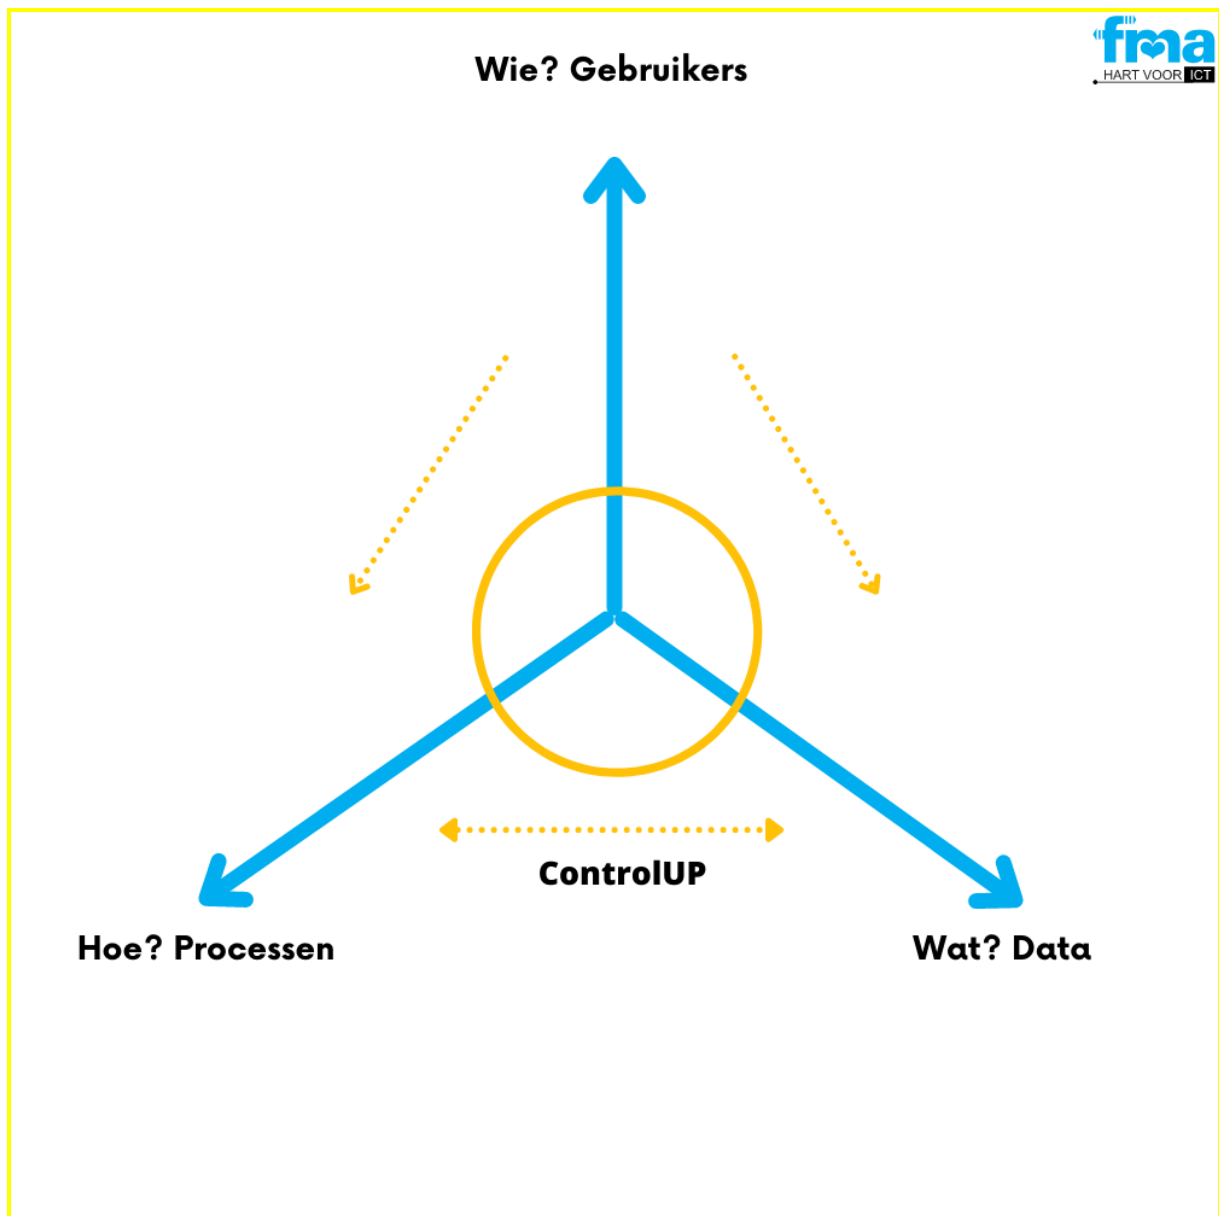 fma
HART VOOR ICT
Wie? Gebruikers
ControlUP
Hoe? Processen
Wat? Data